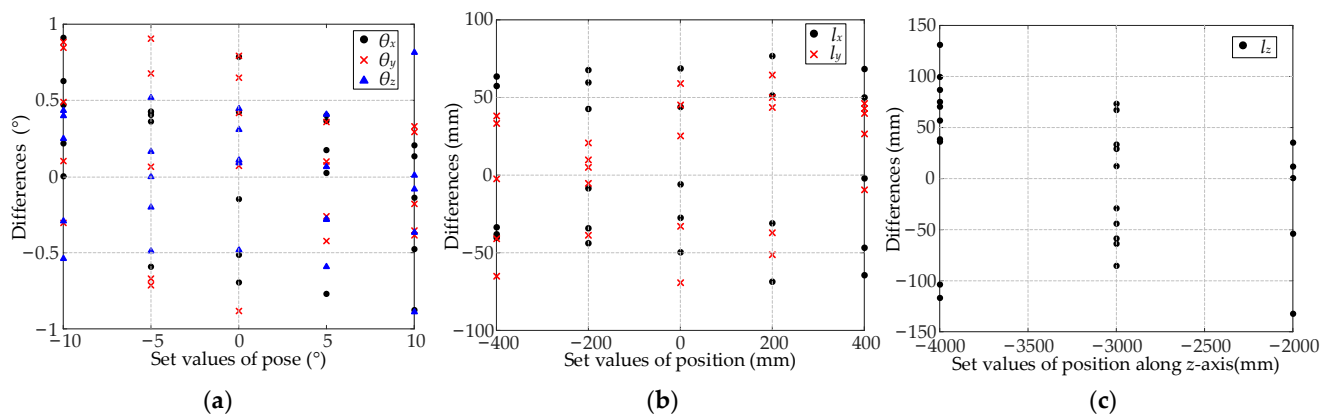 (a)
Differences (°)
1
0.5
0
−0.5
−1
−10
−5
0
5
10
Set values of pose (°)
θx
θy
θz
(b)
Differences (mm)
100
50
0
−50
−100
−400
−200
0
200
400
Set values of position (mm)
lx
ly
(c)
Differences (mm)
150
100
50
0
−50
100
−150
−4000
−3500
−3000
−2500
−2000
Set values of position along z-axis(mm)
lz